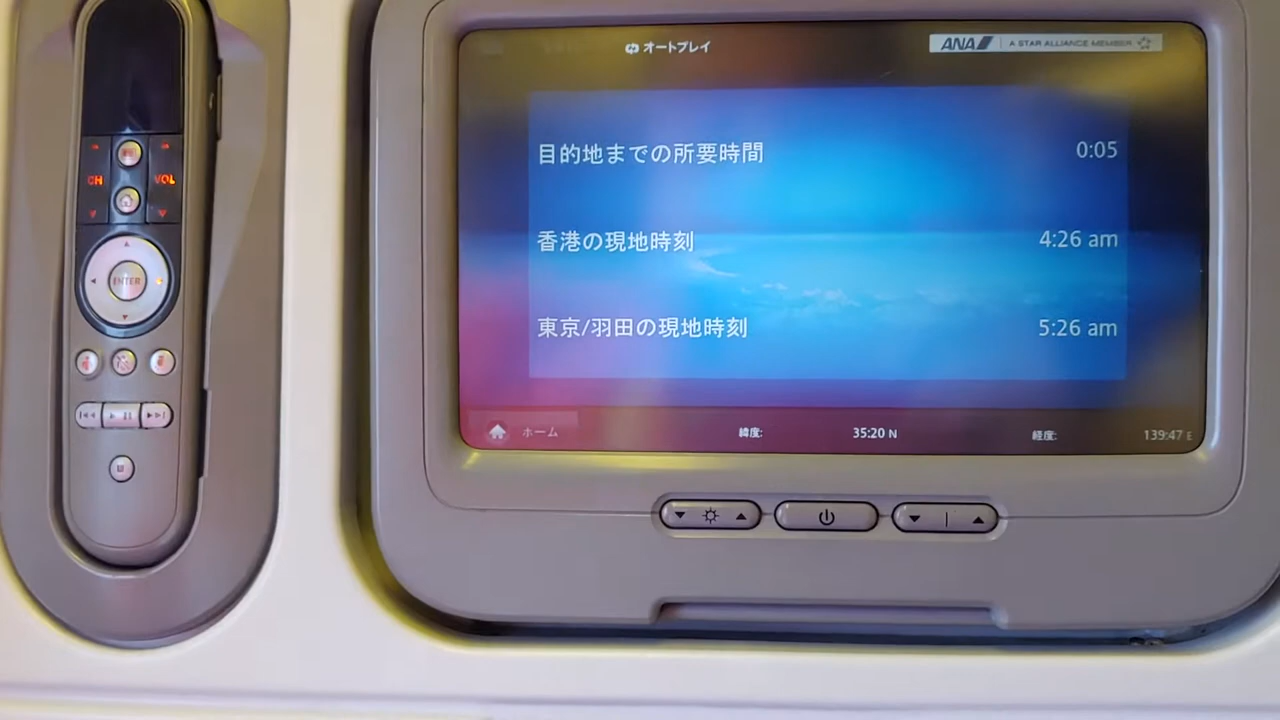 オートプレイ
ANA A STAR ALLIANCE MEMBER
目的地までの所要時間 0:05
香港の現地時刻 4:26 am
東京/羽田の現地時刻 5:26 am
ホーム 緯度: 35:20 N 経度: 139:47 E
CH VOL
ENTER